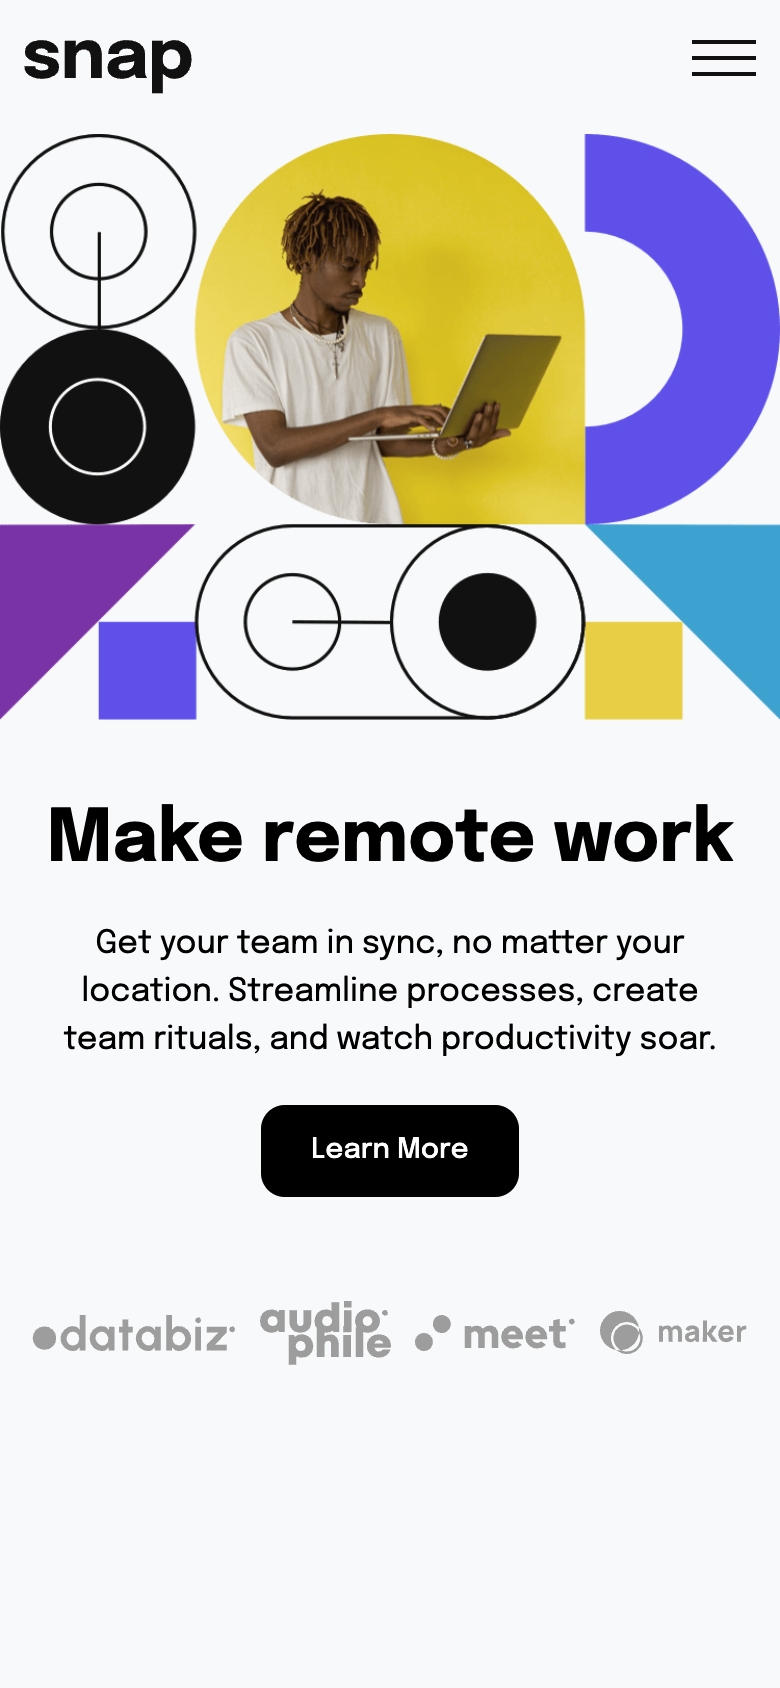 snap
Make remote work
Get your team in sync, no matter your
location. Streamline processes, create
team rituals, and watch productivity soar.
Learn More
databiz
audio
phile
meet
maker